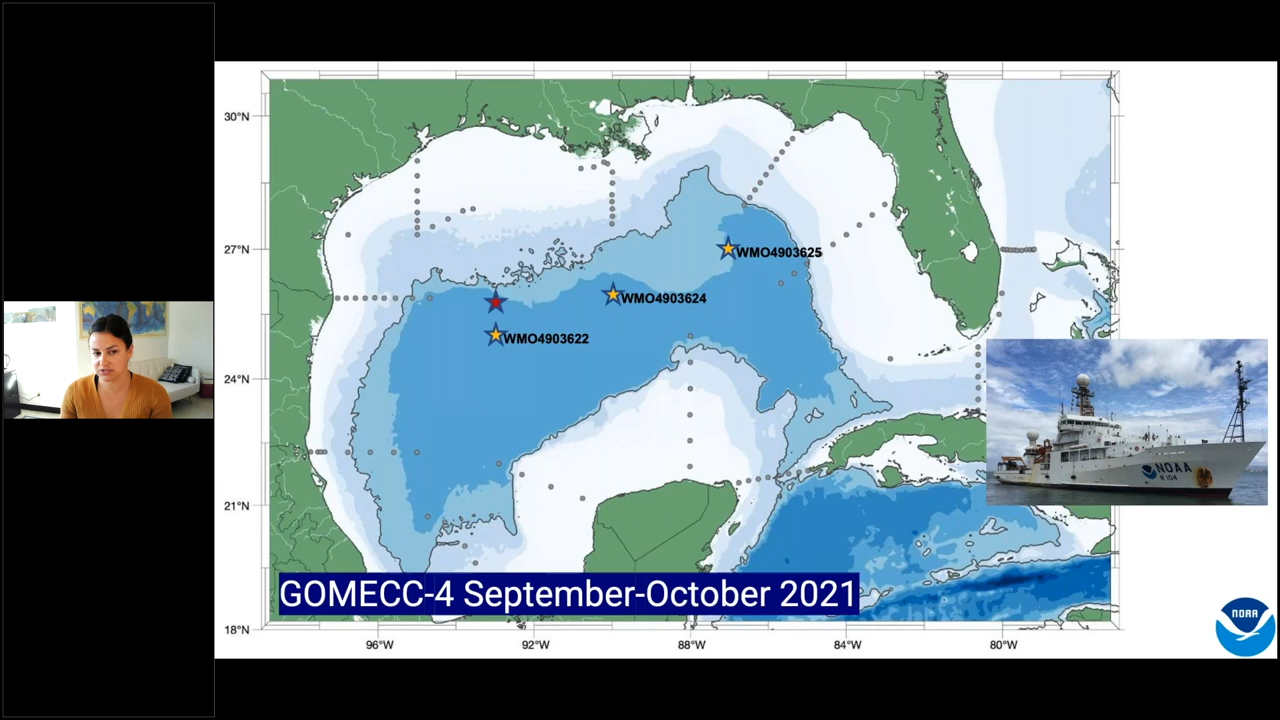 30°N
27°N
WMO4903625
WMO4903624
WMO4903622
24°N
21°N
18°N
96°W
92°W
88°W
84°W
80°W
GOMECC-4 September-October 2021
NOAA
R 104
NOAA